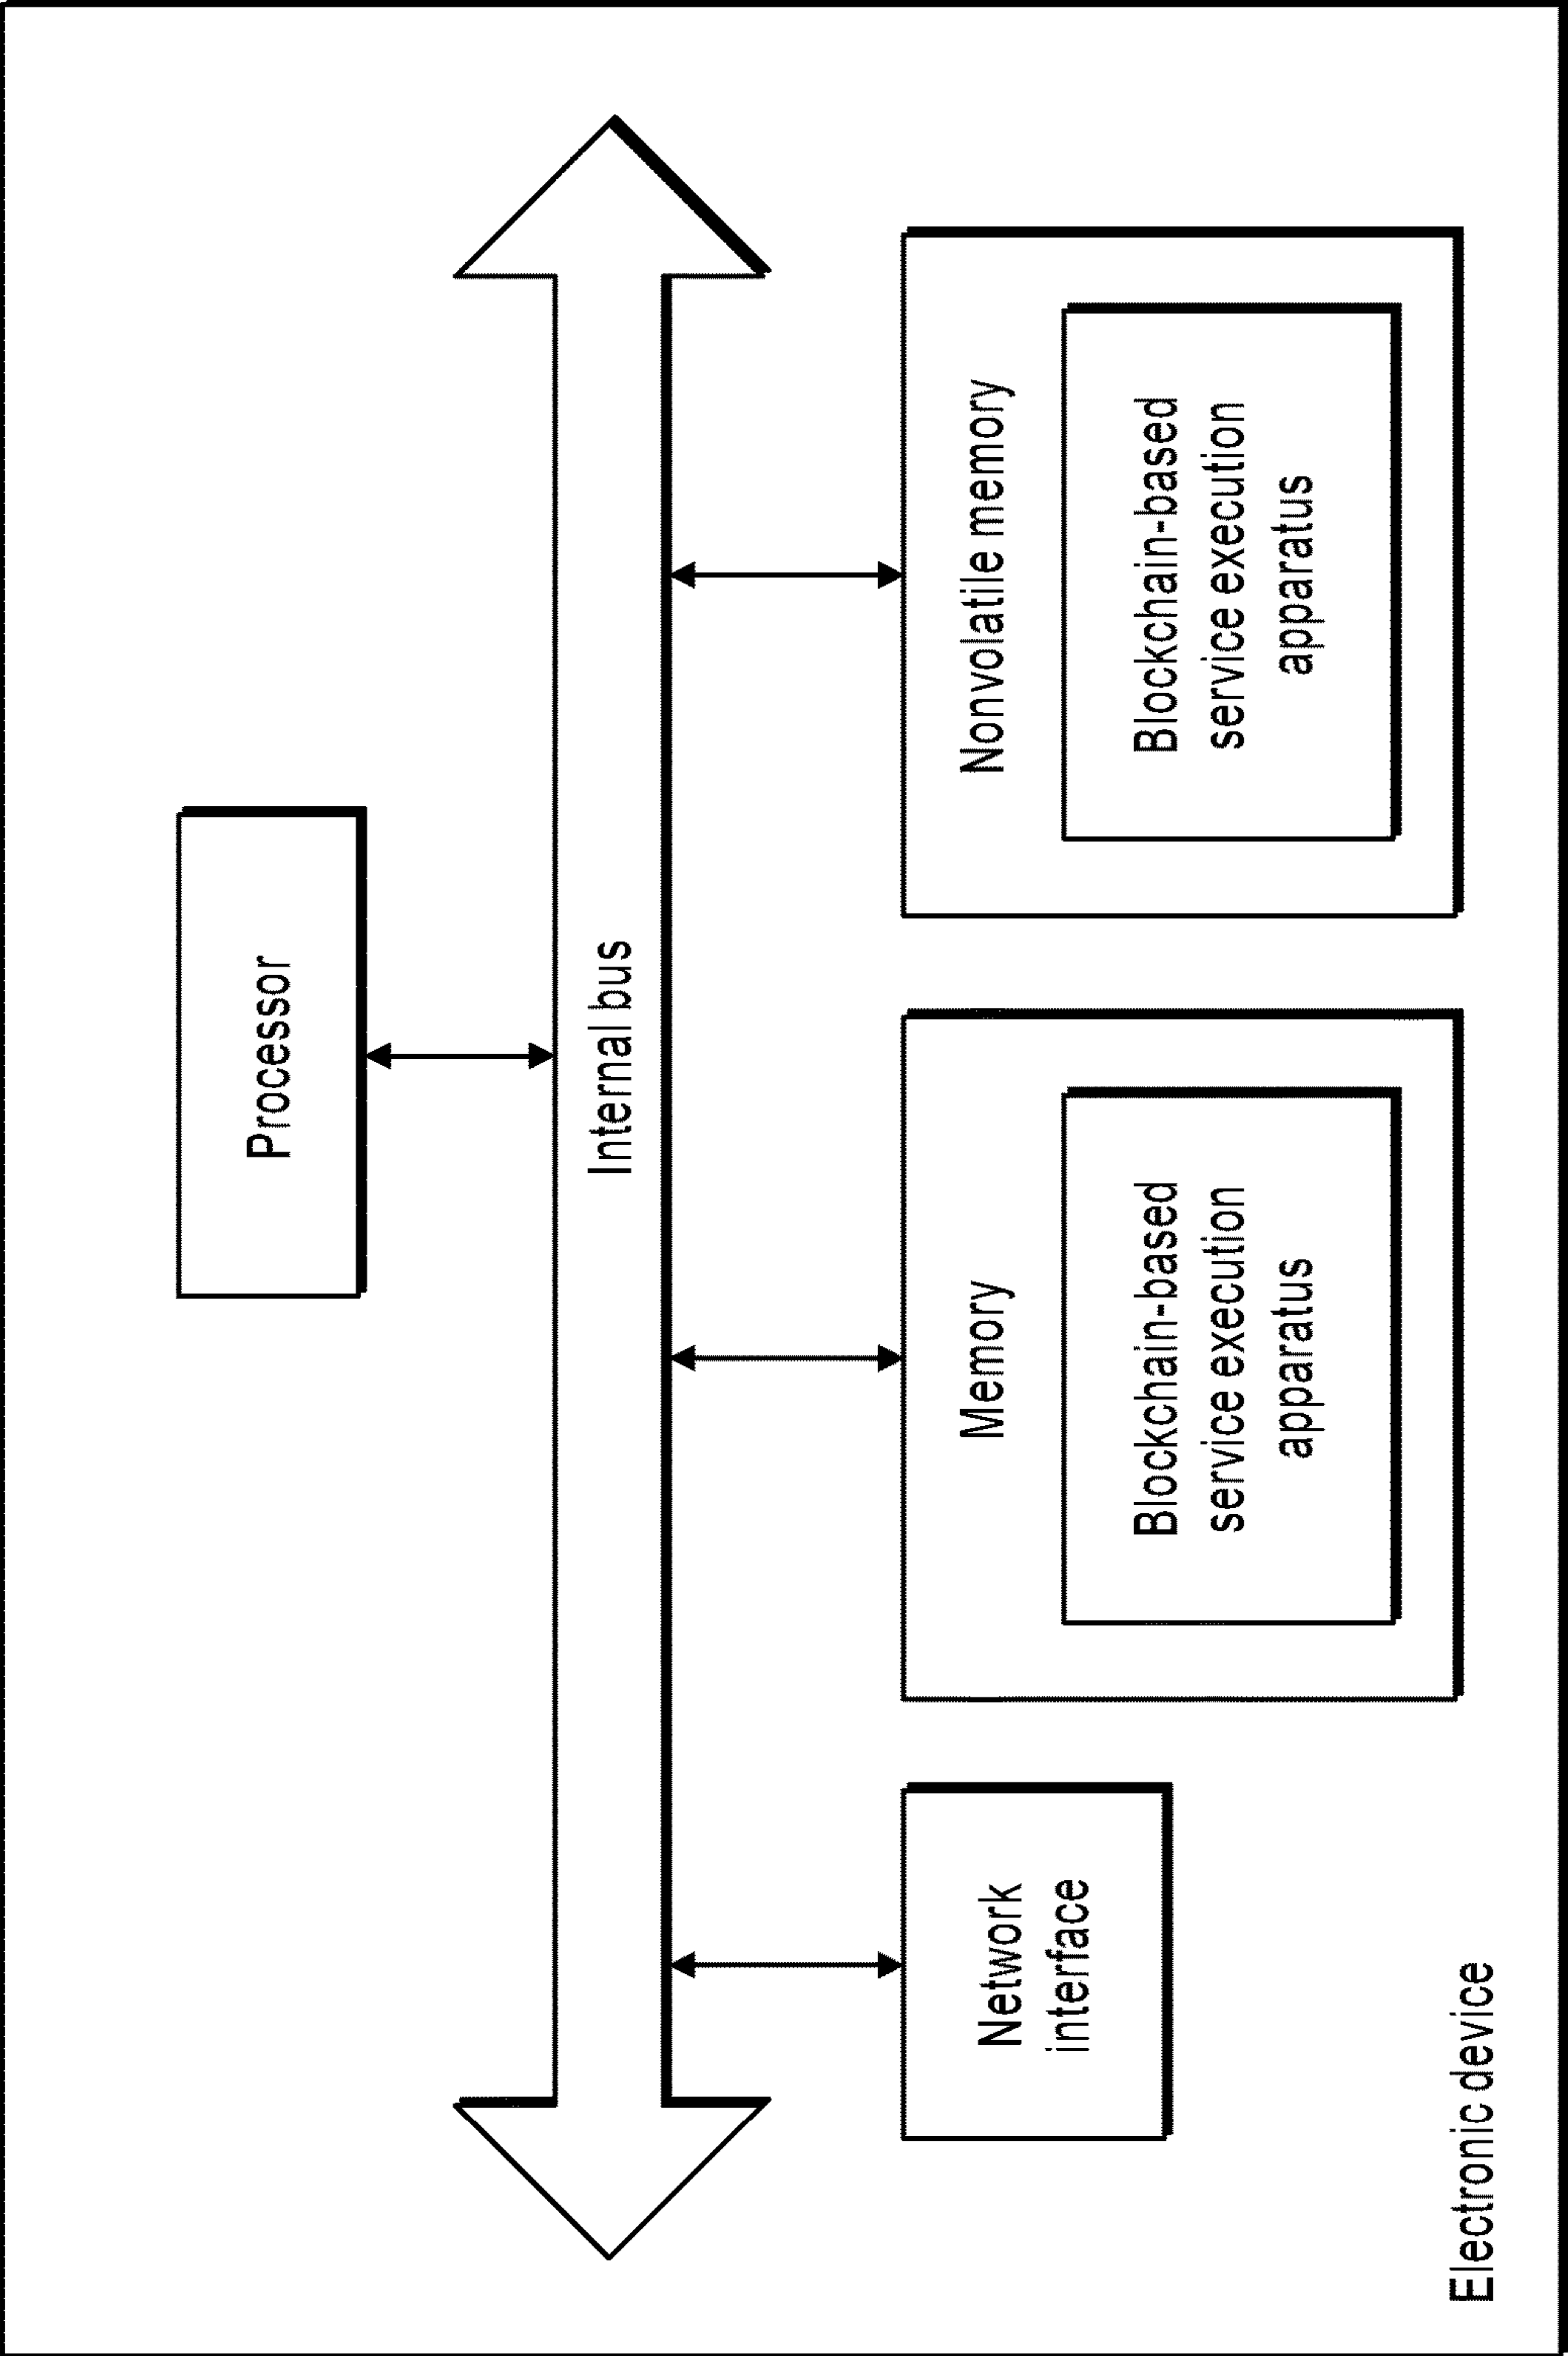 Processor
Internal bus
Network
interface
Memory
Blockchain-based
service execution
apparatus
Nonvolatile memory
Blockchain-based
service execution
apparatus
Electronic device